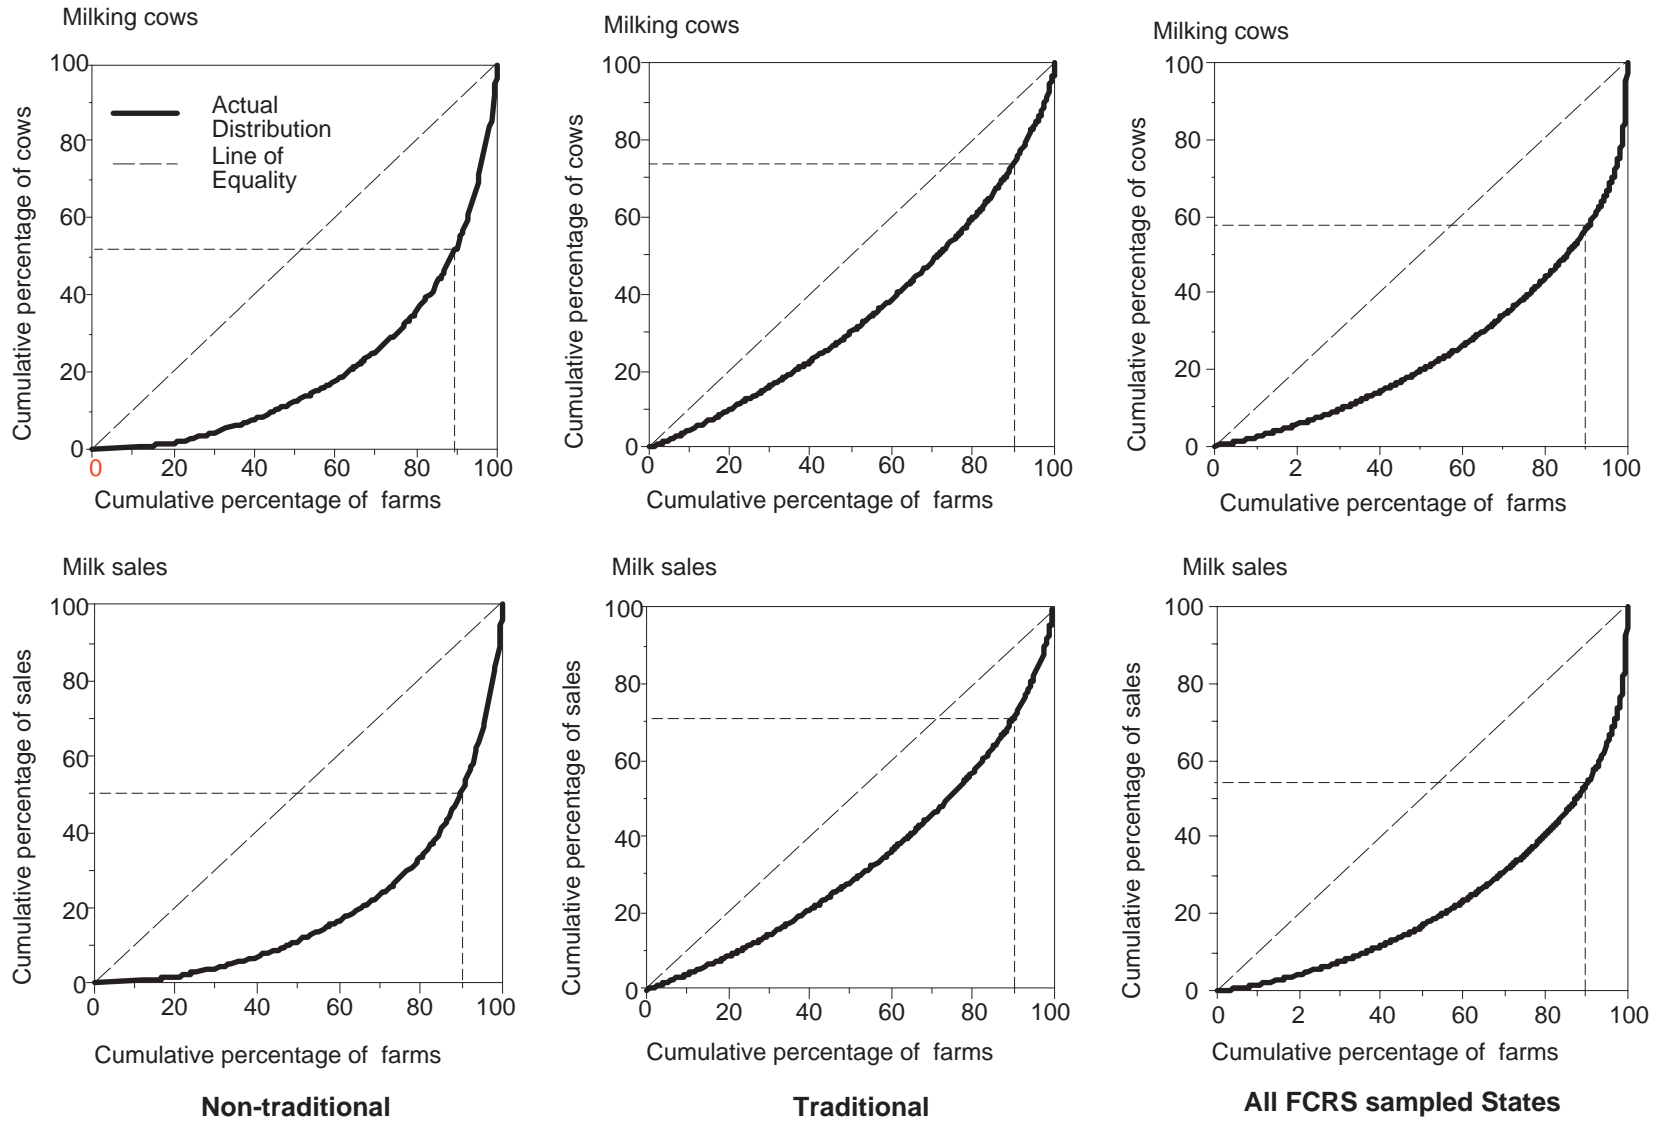 Milking cows
100
80
60
40
20
0
0 20 40 60 80 100
Cumulative percentage of cows
Cumulative percentage of farms
Actual
Distribution
Line of
Equality
Milking cows
100
80
60
40
20
0
0 20 40 60 80 100
Cumulative percentage of cows
Cumulative percentage of farms
Milking cows
100
80
60
40
20
0
0 2 40 60 80 100
Cumulative percentage of cows
Cumulative percentage of farms
Milk sales
100
80
60
40
20
0
0 20 40 60 80 100
Cumulative percentage of sales
Cumulative percentage of farms
Non-traditional
Milk sales
100
80
60
40
20
0
0 20 40 60 80 100
Cumulative percentage of sales
Cumulative percentage of farms
Traditional
Milk sales
100
80
60
40
20
0
0 2 40 60 80 100
Cumulative percentage of sales
Cumulative percentage of farms
All FCRS sampled States